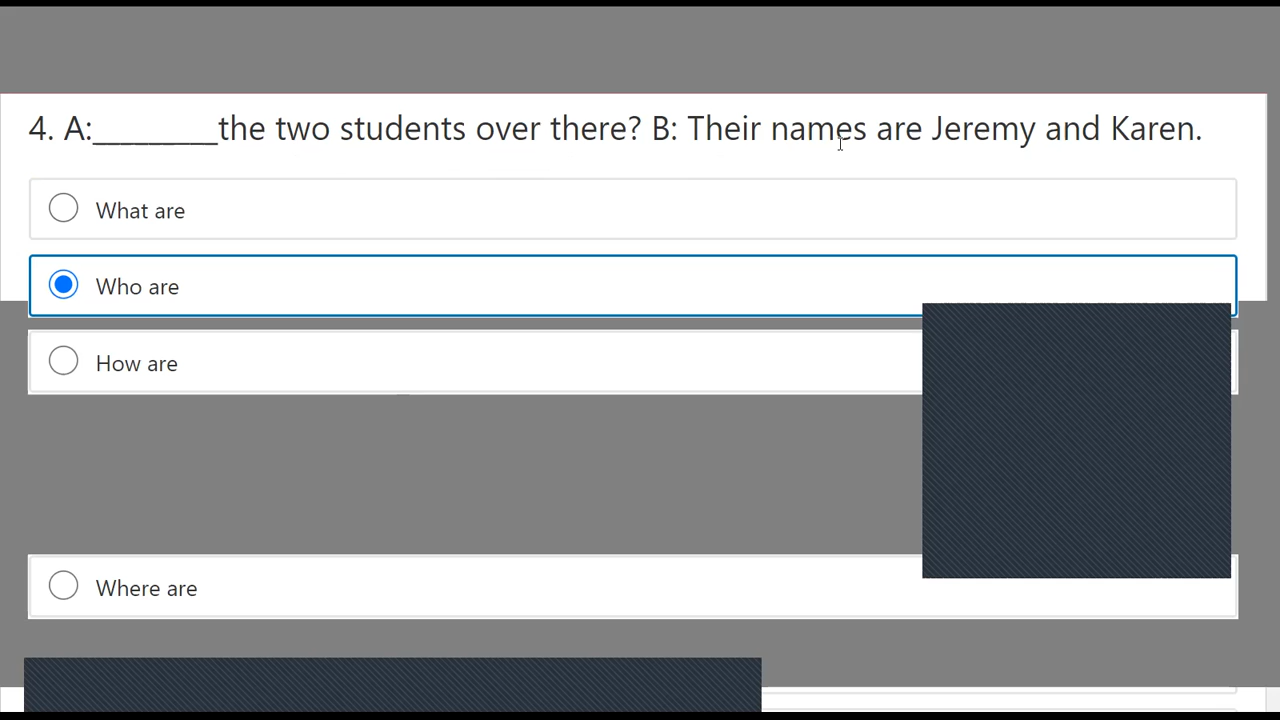 4. A:_________the two students over there? B: Their names are Jeremy and Karen.
What are
Who are
How are
Where are